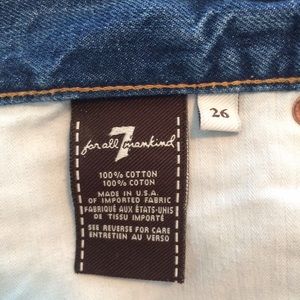 7
for all mankind
26
100% COTTON
100% COTON
MADE IN U.S.A.
OF IMPORTED FABRIC
FABRIQUÉ AUX ÉTATS-UNIS
DE TISSU IMPORTÉ
SEE REVERSE FOR CARE
ENTRETIEN AU VERSO